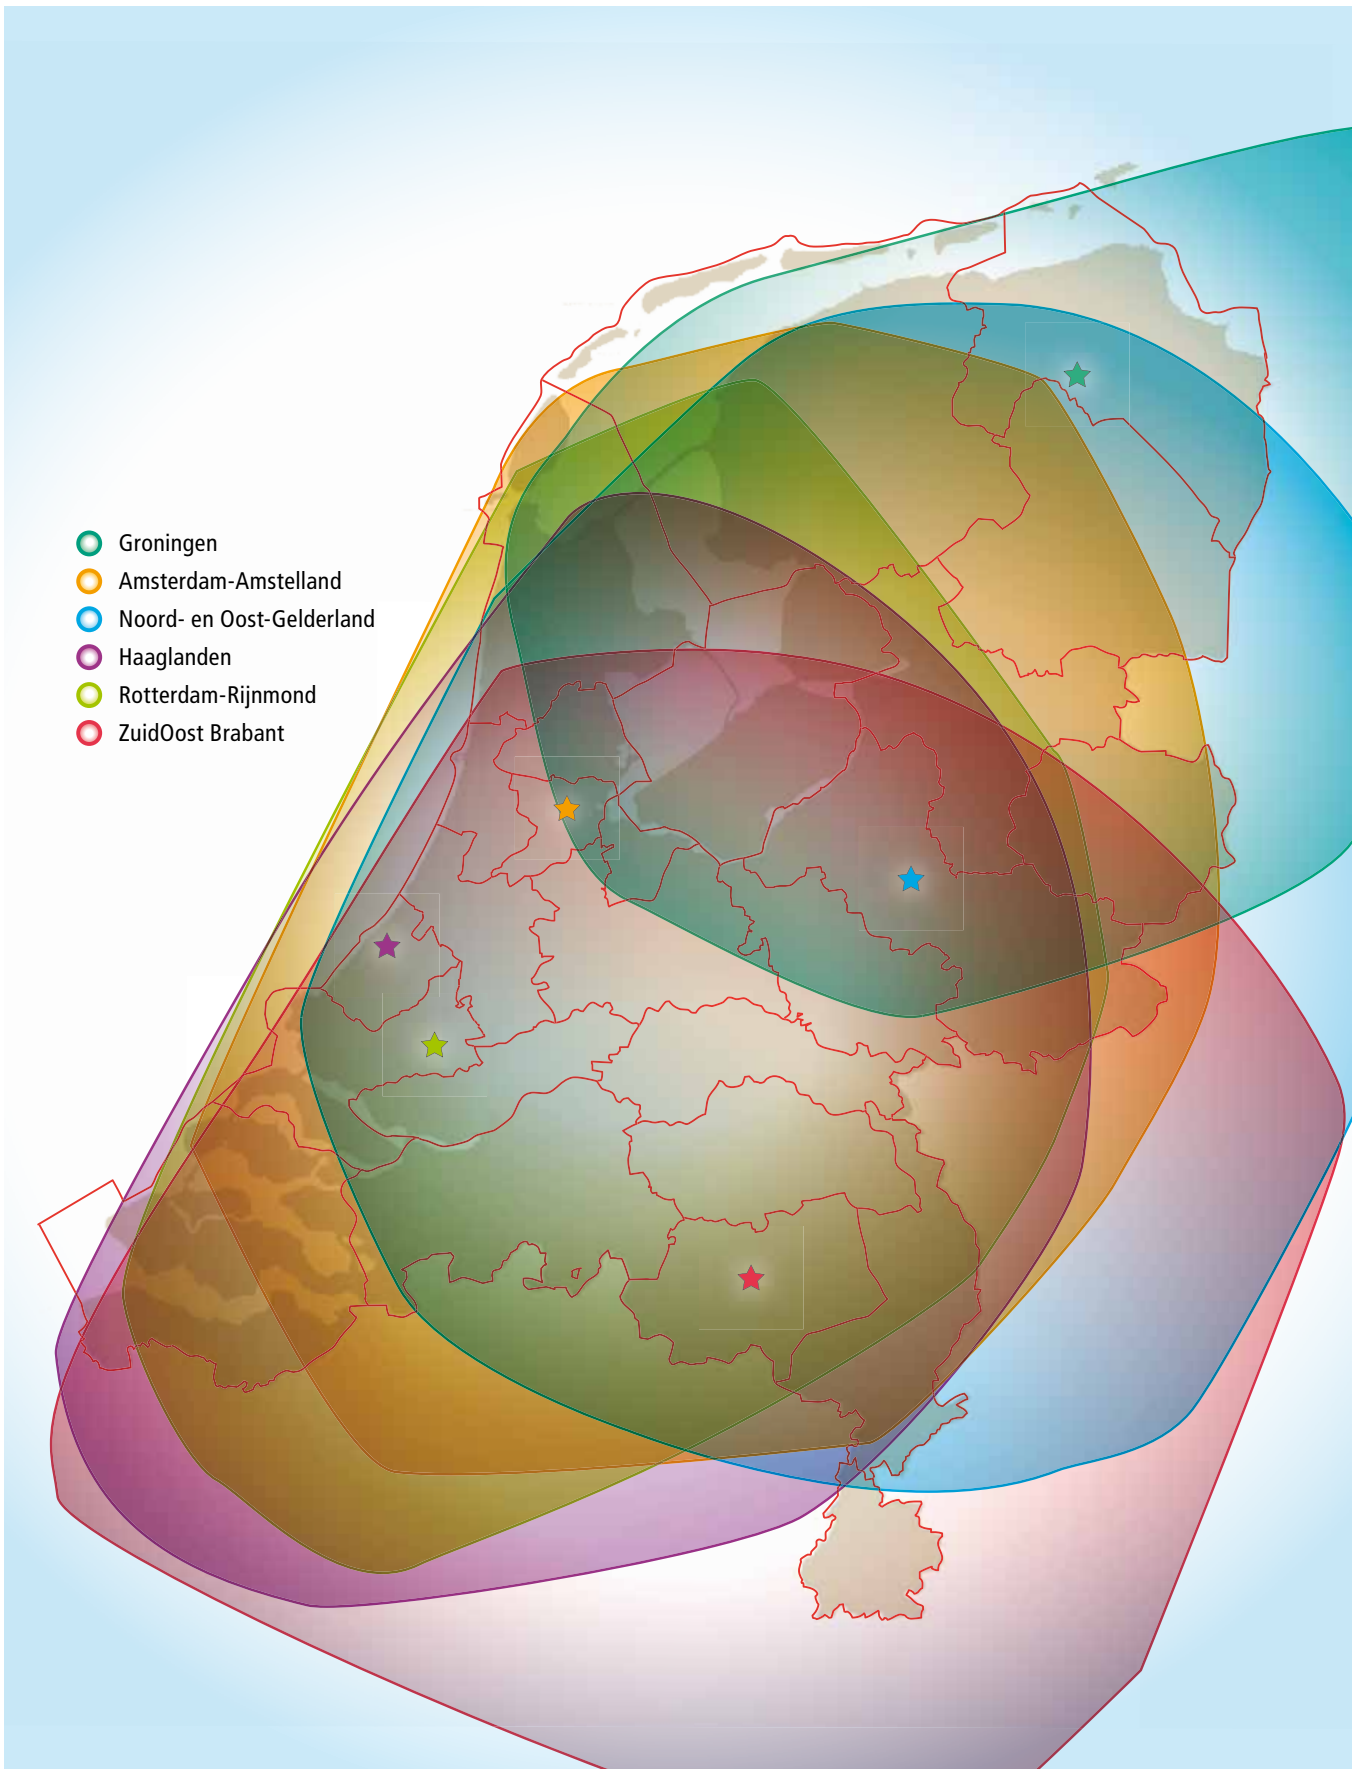 Groningen
Amsterdam-Amstelland
Noord- en Oost-Gelderland
Haaglanden
Rotterdam-Rijnmond
ZuidOost Brabant